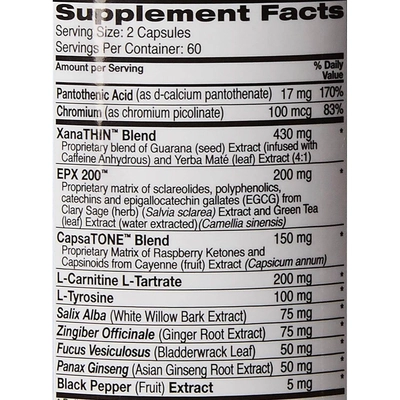 Supplement Facts
Serving Size: 2 Capsules
Servings Per Container: 60
Amount per Serving % Daily Value
Pantothenic Acid (as d-calcium pantothenate) 17 mg 170%
Chromium (as chromium picolinate) 100 mcg 83%
XanaTHIN™ Blend 430 mg *
Proprietary blend of Guarana (seed) Extract (infused with
Caffeine Anhydrous) and Yerba Maté (leaf) Extract (4:1)
EPX 200™ 200 mg *
Proprietary matrix of sclareolides, polyphenolics,
catechins and epigallocatechin gallates (EGCG) from
Clary Sage (herb) (Salvia sclarea) Extract and Green Tea
(leaf) Extract (water extracted) (Camellia sinensis)
CapsaTONE™ Blend 150 mg *
Proprietary Matrix of Raspberry Ketones and
Capsinoids from Cayenne (fruit) Extract (Capsicum annum)
L-Carnitine L-Tartrate 200 mg *
L-Tyrosine 100 mg *
Salix Alba (White Willow Bark Extract) 75 mg *
Zingiber Officinale (Ginger Root Extract) 75 mg *
Fucus Vesiculosus (Bladderwrack Leaf) 50 mg *
Panax Ginseng (Asian Ginseng Root Extract) 50 mg *
Black Pepper (Fruit) Extract 5 mg *